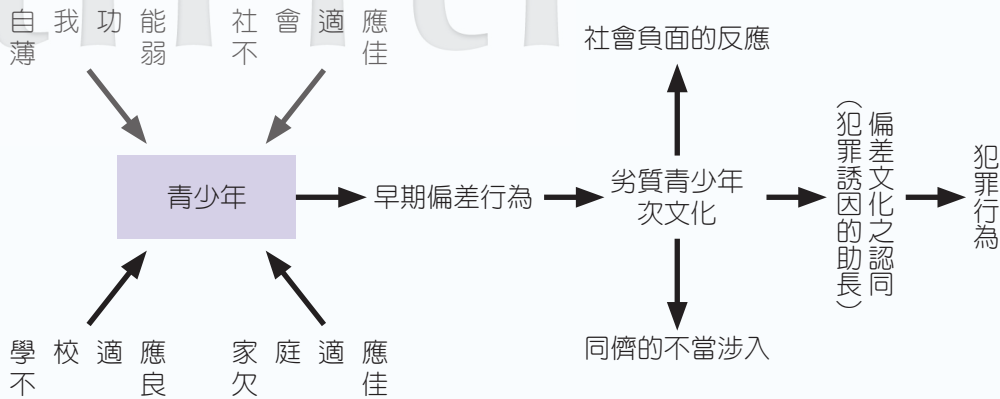 自我功能
薄弱
社會適應
不佳
社會負面的反應
青少年
早期偏差行為
劣質青少年
次文化
偏差文化之認同
（犯罪誘因的助長）
犯罪行為
學校適應
不良
家庭適應
欠佳
同儕的不當涉入